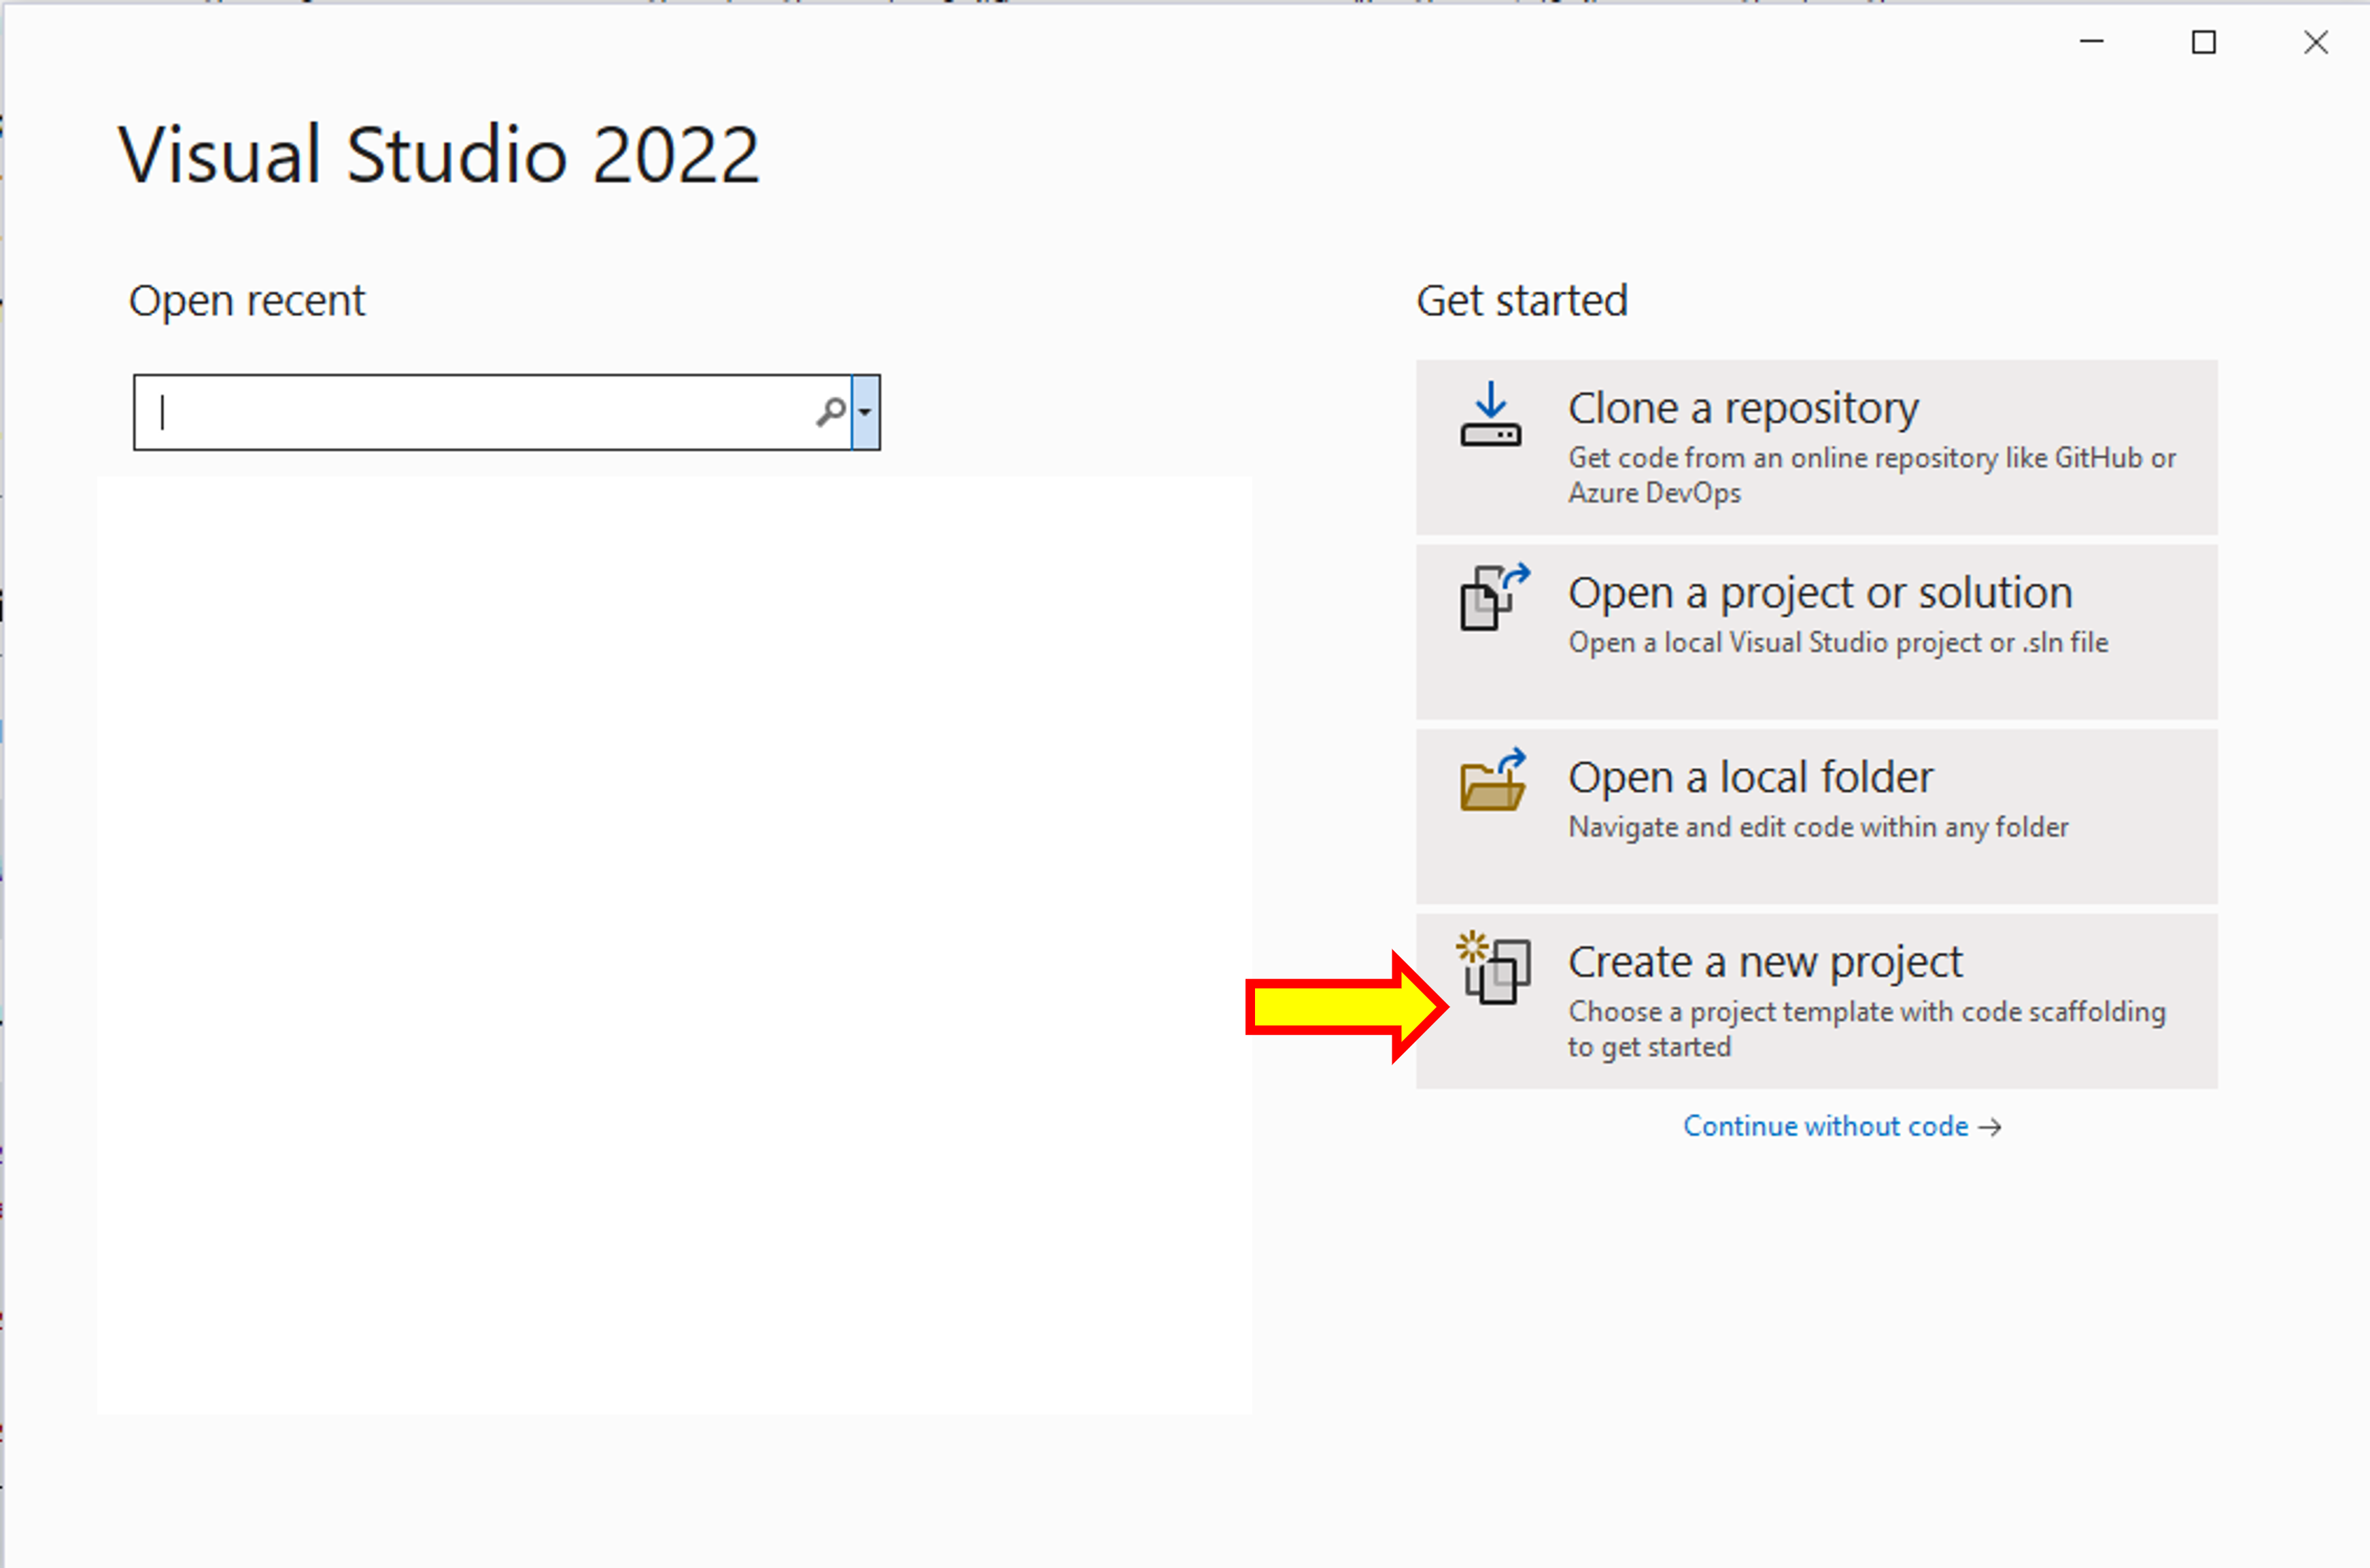 Visual Studio 2022
Open recent
Get started
Clone a repository
Get code from an online repository like GitHub or
Azure DevOps
Open a project or solution
Open a local Visual Studio project or .sln file
Open a local folder
Navigate and edit code within any folder
Create a new project
Choose a project template with code scaffolding
to get started
Continue without code →